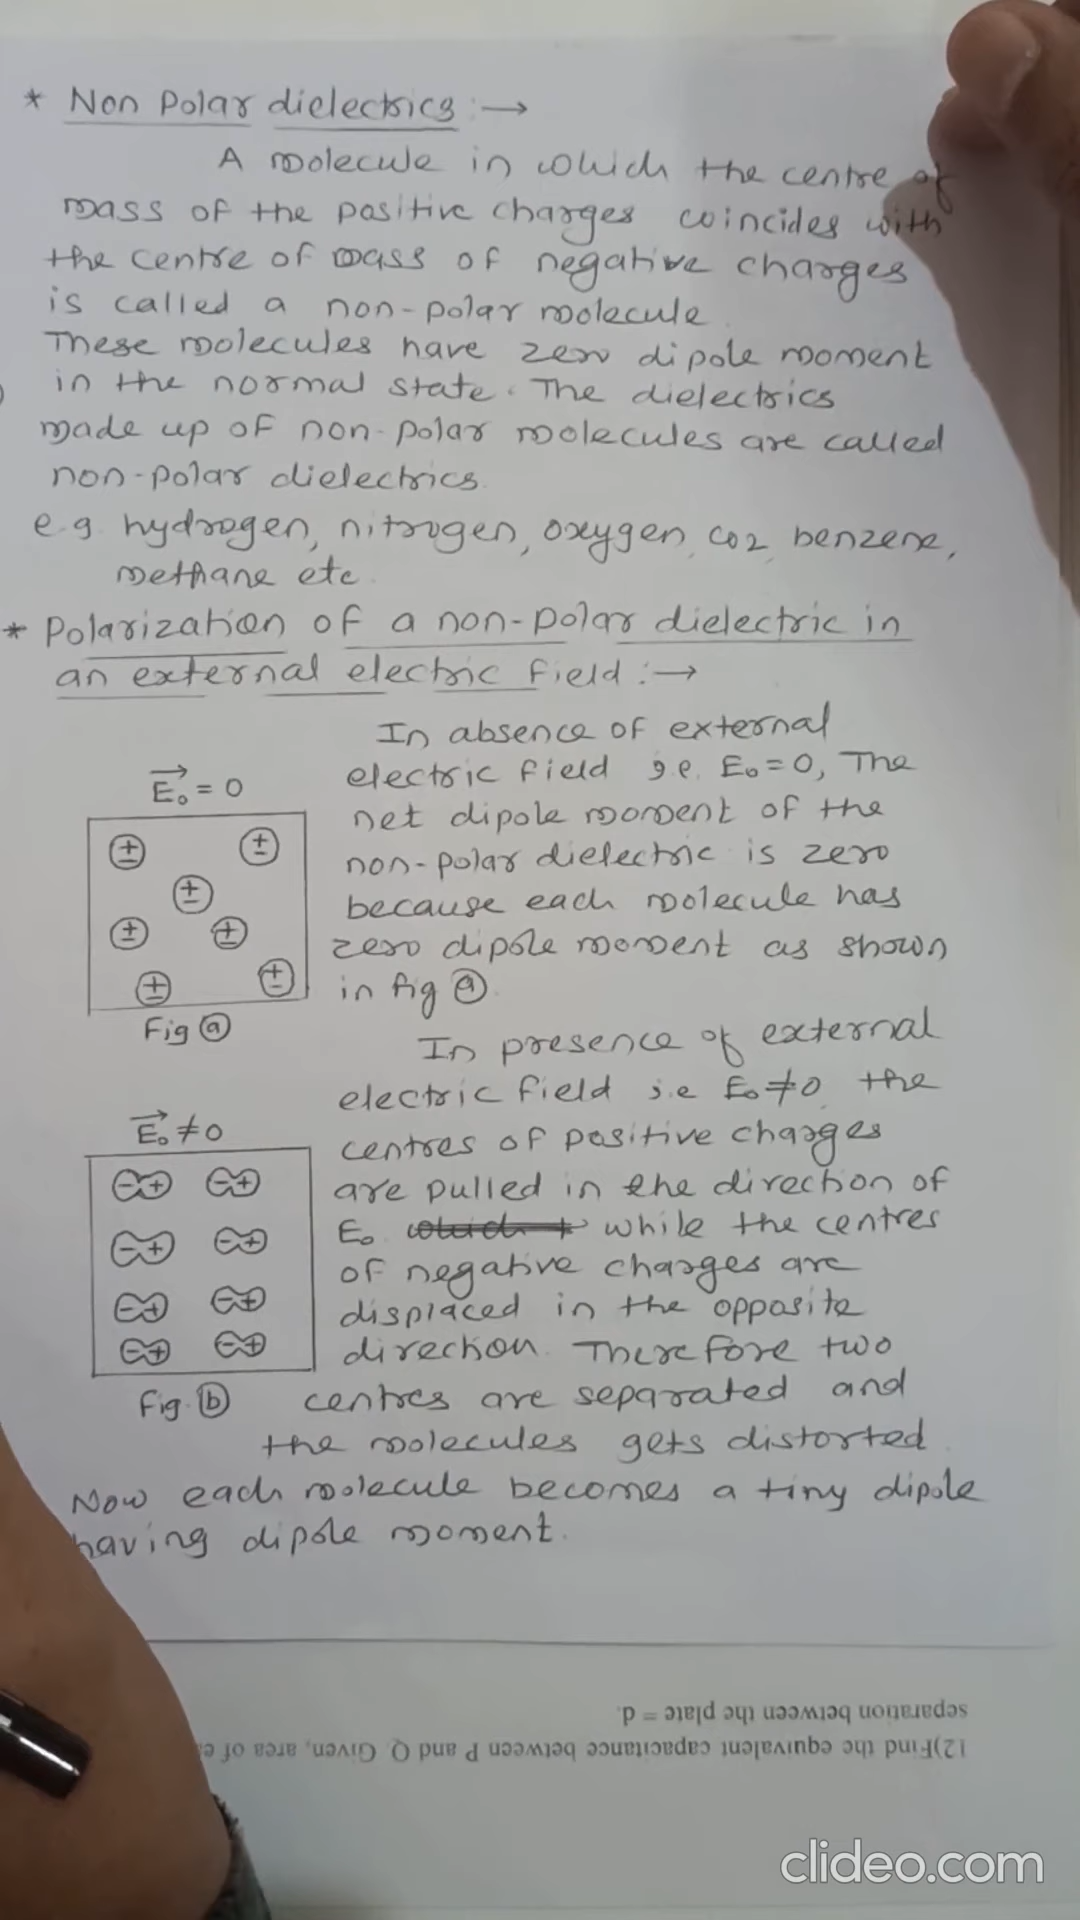 * Non Polar dielectrics :→
A molecule in which the centre of
mass of the positive charges coincides with
the centre of mass of negative charges
is called a non-polar molecule.
These molecules have zero dipole moment
in the normal state. The dielectrics
made up of non-polar molecules are called
non-polar dielectrics.
e.g. hydrogen, nitrogen, oxygen, CO2, benzene,
methane etc.
* Polarization of a non-polar dielectric in
an external electric field :→
In absence of external
electric field i.e. E₀=0, The
net dipole moment of the
non-polar dielectric is zero
because each molecule has
zero dipole moment as shown
in fig ⓐ.
E₀ = 0
± ±
±
± ±
± ±
Fig ⓐ
In presence of external
electric field i.e E₀≠0, the
centres of positive charges
are pulled in the direction of
E₀ while the centres
of negative charges are
displaced in the opposite
direction. Therefore two
centres are separated and
the molecules gets distorted.
E₀ ≠ 0
-+ -+
-+ -+
-+ -+
-+ -+
Fig. ⓑ
Now each molecule becomes a tiny dipole
having dipole moment.
separation between the plate = d.
12)Find the equivalent capacitance between P and Q. Given, area of
clideo.com